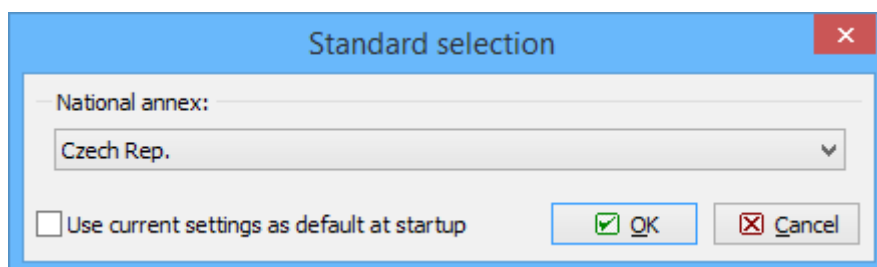 Standard selection
National annex:
Czech Rep.
Use current settings as default at startup
OK
Cancel